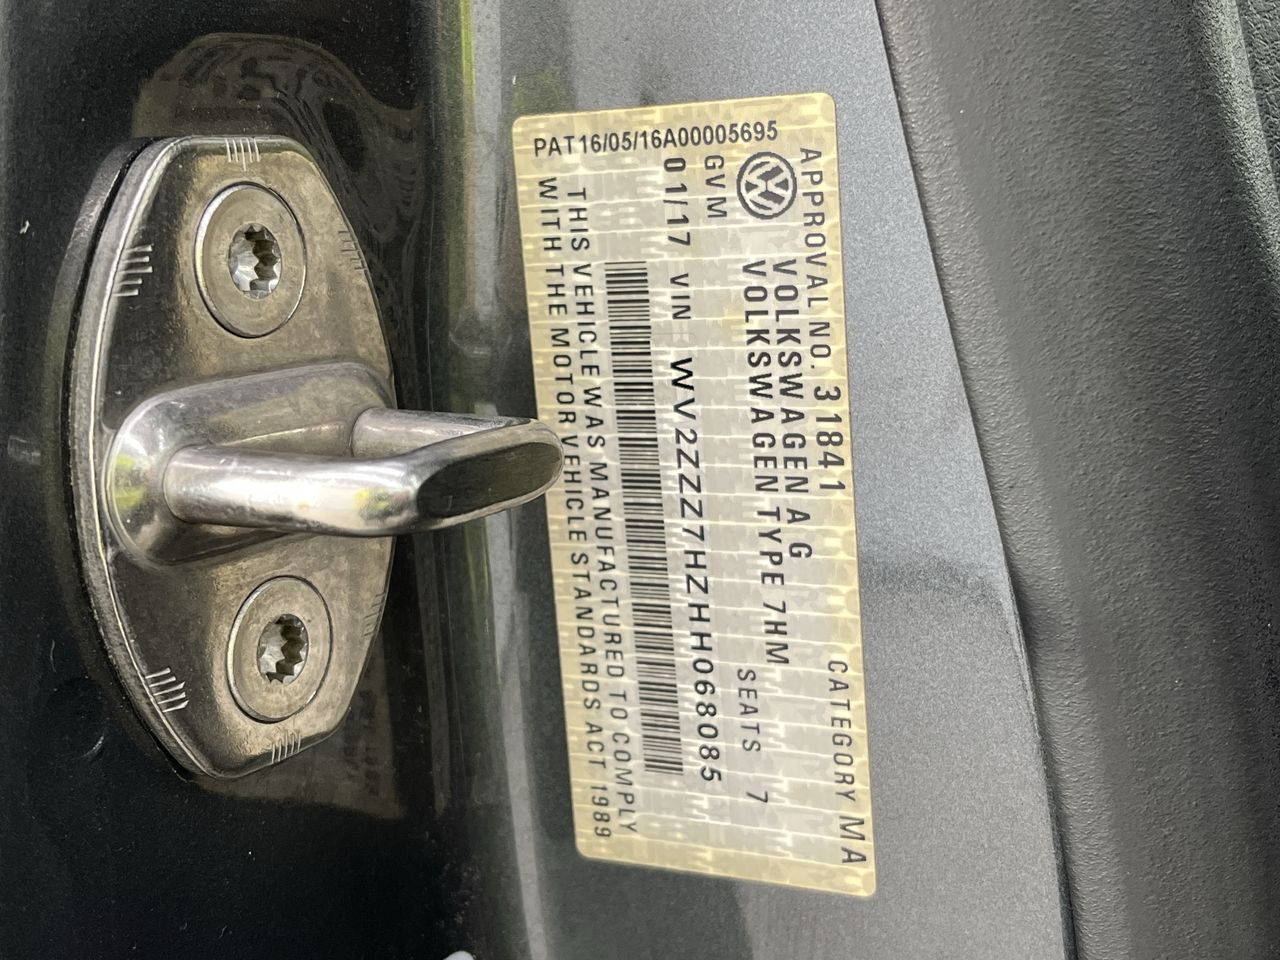 APPROVAL NO. 31841 CATEGORY MA
VOLKSWAGEN AG
VOLKSWAGEN TYPE 7HM
GVM SEATS 7
01/17 VIN WV2ZZZ7HZHH068085
THIS VEHICLE WAS MANUFACTURED TO COMPLY
WITH THE MOTOR VEHICLE STANDARDS ACT 1989
PAT16/05/16A00005695